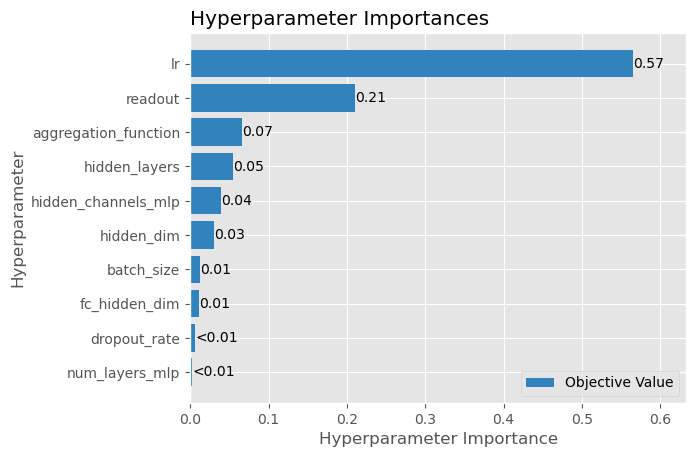 Hyperparameter Importances
Hyperparameter
lr
0.57
readout
0.21
aggregation_function
0.07
hidden_layers
0.05
hidden_channels_mlp
0.04
hidden_dim
0.03
batch_size
0.01
fc_hidden_dim
0.01
dropout_rate
<0.01
num_layers_mlp
<0.01
Objective Value
0.0 0.1 0.2 0.3 0.4 0.5 0.6
Hyperparameter Importance